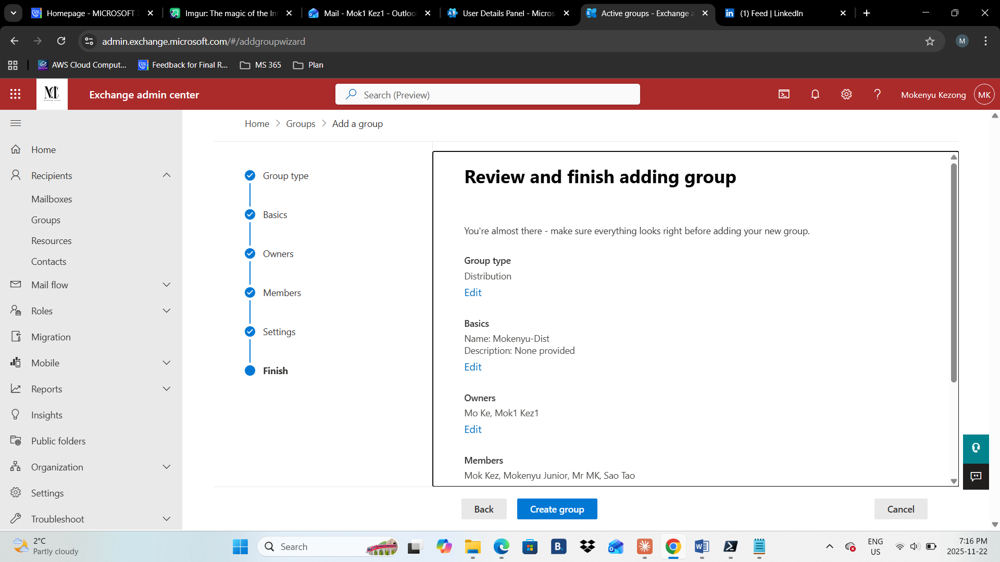 Homepage - MICROSOFT 3
Imgur: The magic of the Int
Mail - Mok1 Kez1 - Outloo
User Details Panel - Micros
Active groups - Exchange a
(1) Feed | LinkedIn
admin.exchange.microsoft.com/#/addgroupwizard
M
AWS Cloud Comput...
Feedback for Final R...
MS 365
Plan
Exchange admin center
Search (Preview)
Mokenyu Kezong
MK
Home
Recipients
Mailboxes
Groups
Resources
Contacts
Mail flow
Roles
Migration
Mobile
Reports
Insights
Public folders
Organization
Settings
Troubleshoot
Home > Groups > Add a group
Group type
Basics
Owners
Members
Settings
Finish
Review and finish adding group
You're almost there - make sure everything looks right before adding your new group.
Group type
Distribution
Edit
Basics
Name: Mokenyu-Dist
Description: None provided
Edit
Owners
Mo Ke, Mok1 Kez1
Edit
Members
Mok Kez, Mokenyu Junior, Mr MK, Sao Tao
Back
Create group
Cancel
2°C
Partly cloudy
Search
ENG
US
7:16 PM
2025-11-22